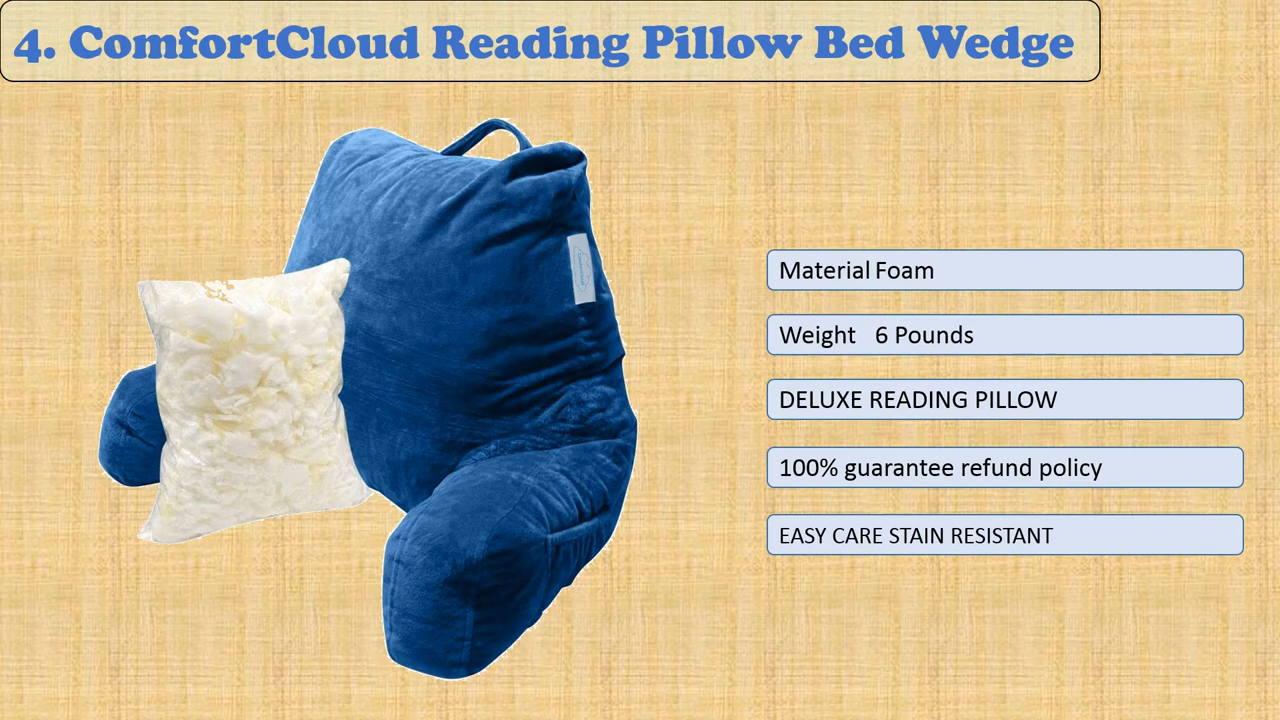 4. ComfortCloud Reading Pillow Bed Wedge
Material Foam
Weight 6 Pounds
DELUXE READING PILLOW
100% guarantee refund policy
EASY CARE STAIN RESISTANT